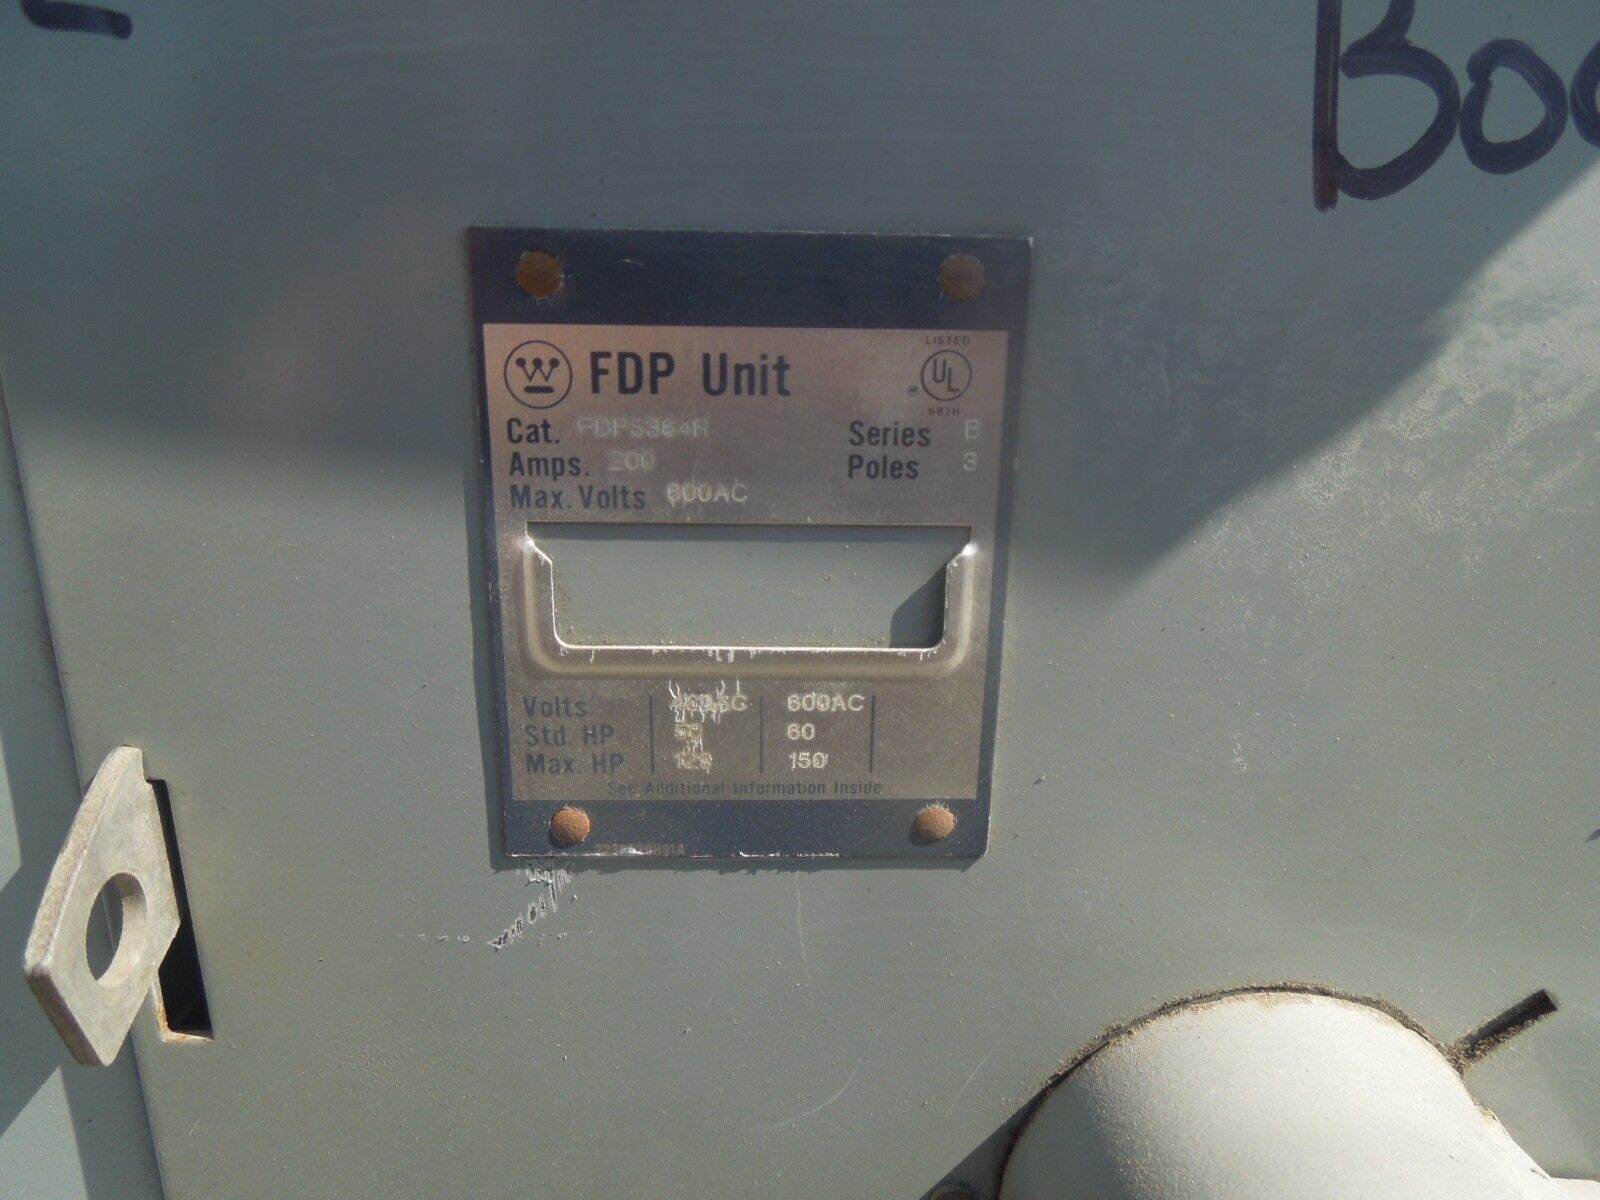 Boo
LISTED
W FDP Unit UL
681H
Cat. FDPS364R Series B
Amps. 200 Poles 3
Max. Volts 600AC
Volts 600AC
Std. HP 60
Max. HP 150
See Additional Information Inside